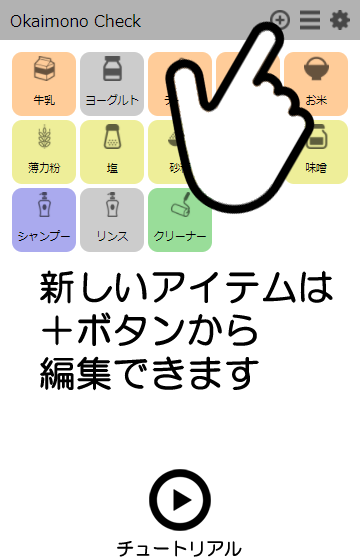 Okaimono Check
牛乳
ヨーグルト
お米
薄力粉
塩
味噌
シャンプー
リンス
クリーナー
新しいアイテムは
＋ボタンから
編集できます
チュートリアル